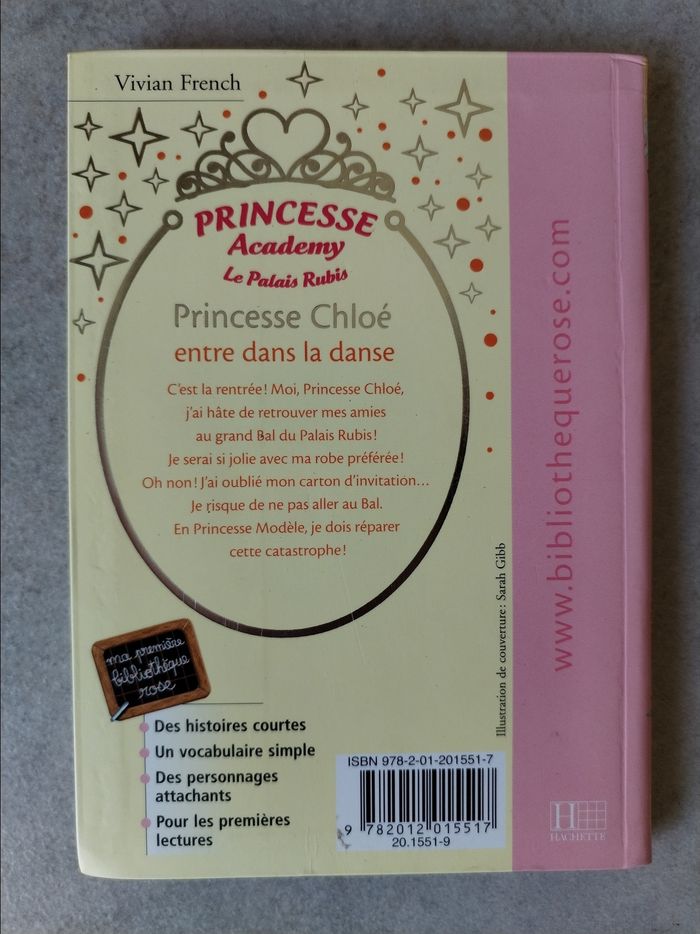 Vivian French
PRINCESSE
Academy
Le Palais Rubis
Princesse Chloé
entre dans la danse
C'est la rentrée! Moi, Princesse Chloé,
j'ai hâte de retrouver mes amies
au grand Bal du Palais Rubis!
Je serai si jolie avec ma robe préférée!
Oh non! J'ai oublié mon carton d'invitation...
Je risque de ne pas aller au Bal.
En Princesse Modèle, je dois réparer
cette catastrophe!
ma première
bibliothèque
rose
Des histoires courtes
Un vocabulaire simple
Des personnages
attachants
Pour les premières
lectures
Illustration de couverture: Sarah Gibb
ISBN 978-2-01-201551-7
9 782012 015517
20.1551-9
www.bibliothequerose.com
H
HACHETTE